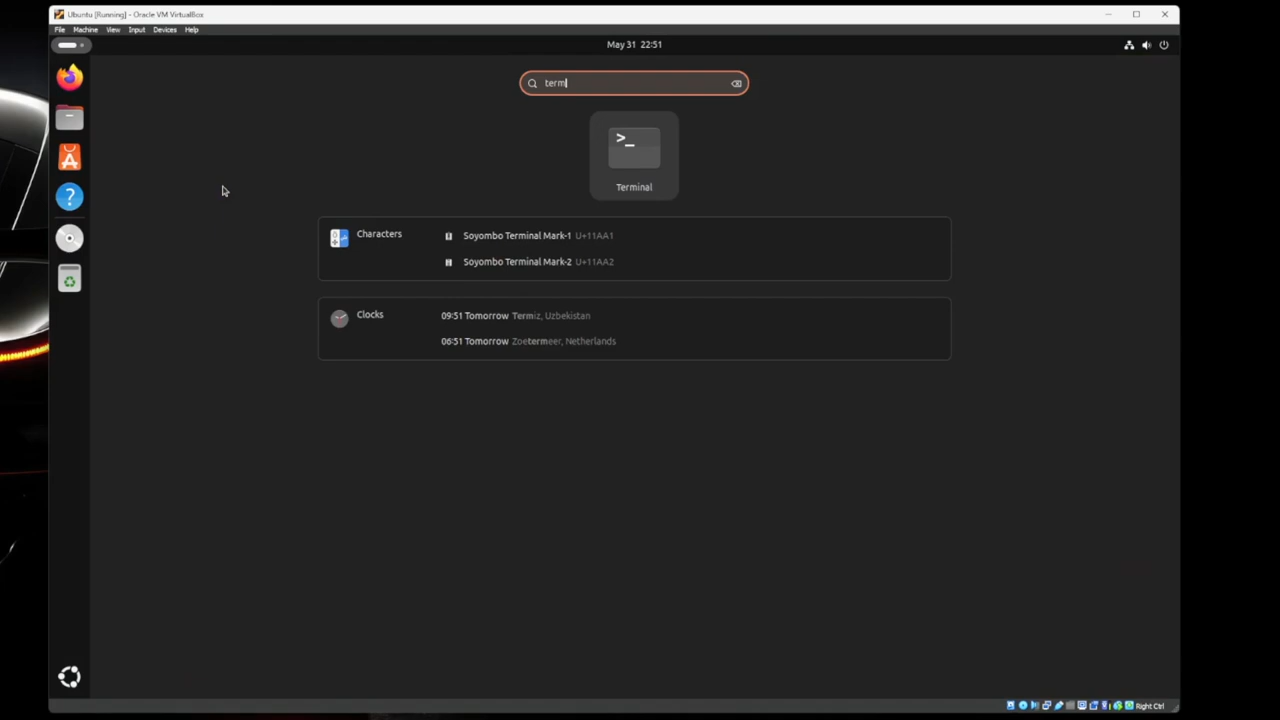 Ubuntu [Running] - Oracle VM VirtualBox
File Machine View Input Devices Help
May 31 22:51
term
>_
Terminal
Characters
Soyombo Terminal Mark-1 U+11AA1
Soyombo Terminal Mark-2 U+11AA2
Clocks
09:51 Tomorrow Termiz, Uzbekistan
06:51 Tomorrow Zoetermeer, Netherlands
Right Ctrl